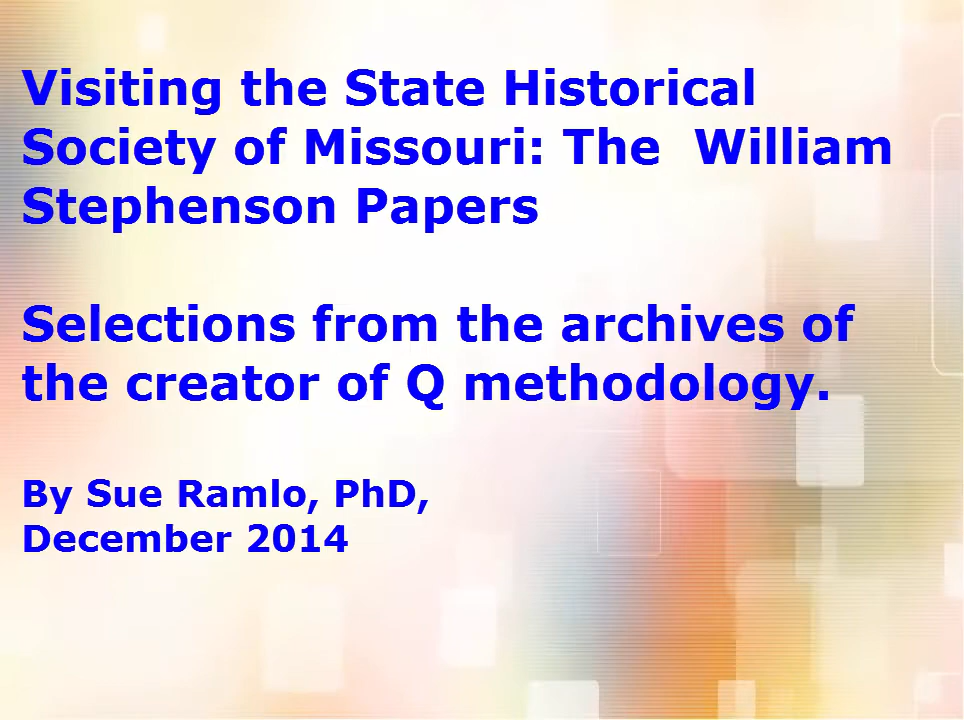 Visiting the State Historical
Society of Missouri: The  William
Stephenson Papers
Selections from the archives of
the creator of Q methodology.
By Sue Ramlo, PhD,
December 2014